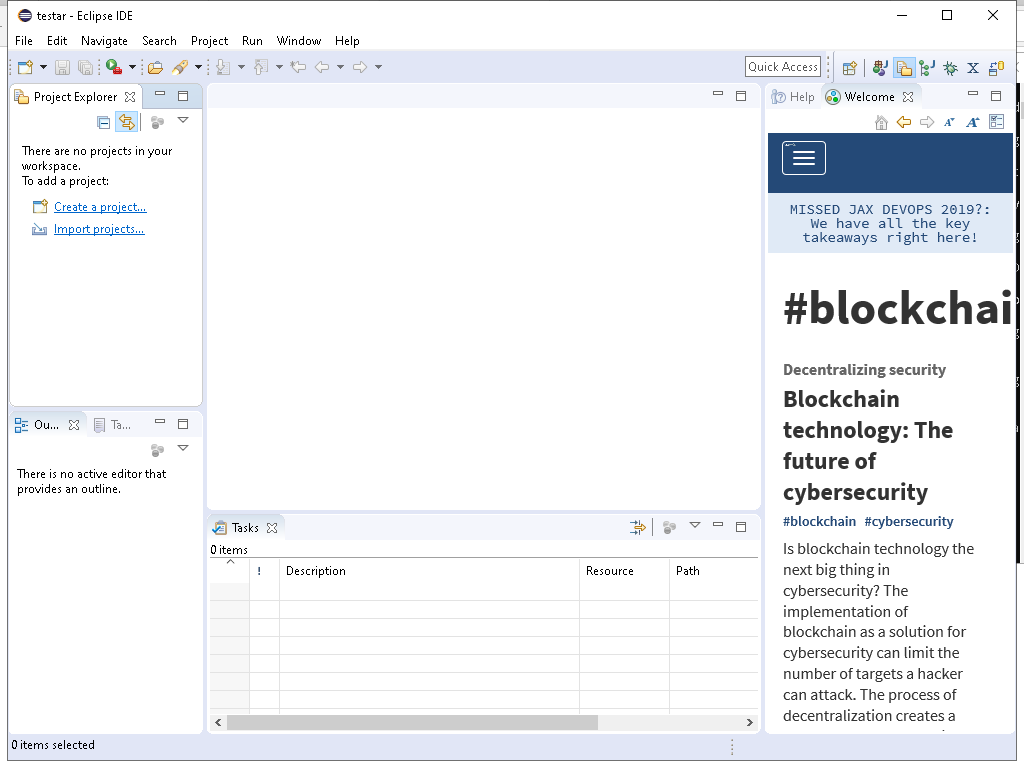 testar - Eclipse IDE
File Edit Navigate Search Project Run Window Help
Quick Access
Project Explorer
There are no projects in your
workspace.
To add a project:
Create a project...
Import projects...
Ou...
Ta...
There is no active editor that
provides an outline.
Tasks
0 items
! Description Resource Path
Help
Welcome
MISSED JAX DEVOPS 2019?:
We have all the key
takeaways right here!
#blockchai
Decentralizing security
Blockchain
technology: The
future of
cybersecurity
#blockchain #cybersecurity
Is blockchain technology the
next big thing in
cybersecurity? The
implementation of
blockchain as a solution for
cybersecurity can limit the
number of targets a hacker
can attack. The process of
decentralization creates a
0 items selected